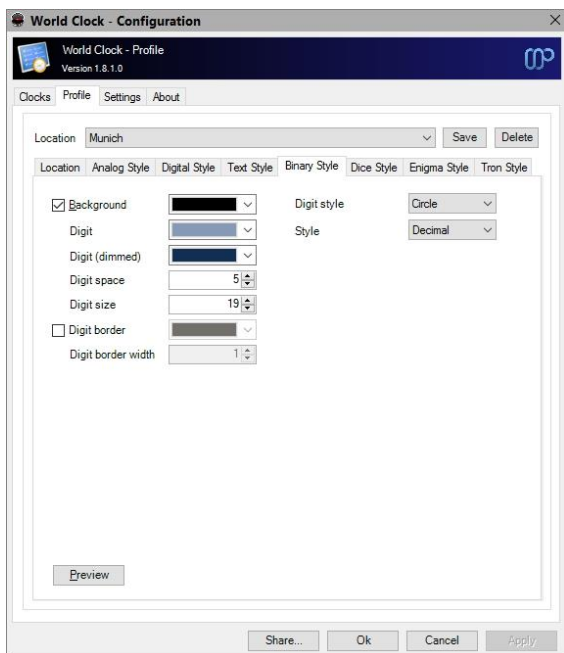 World Clock - Configuration
World Clock - Profile
Version 1.8.1.0
Clocks Profile Settings About
Location Munich Save Delete
Location Analog Style Digital Style Text Style Binary Style Dice Style Enigma Style Tron Style
Background Digit style Circle
Digit Style Decimal
Digit (dimmed)
Digit space 5
Digit size 19
Digit border
Digit border width 1
Preview
Share... Ok Cancel Apply